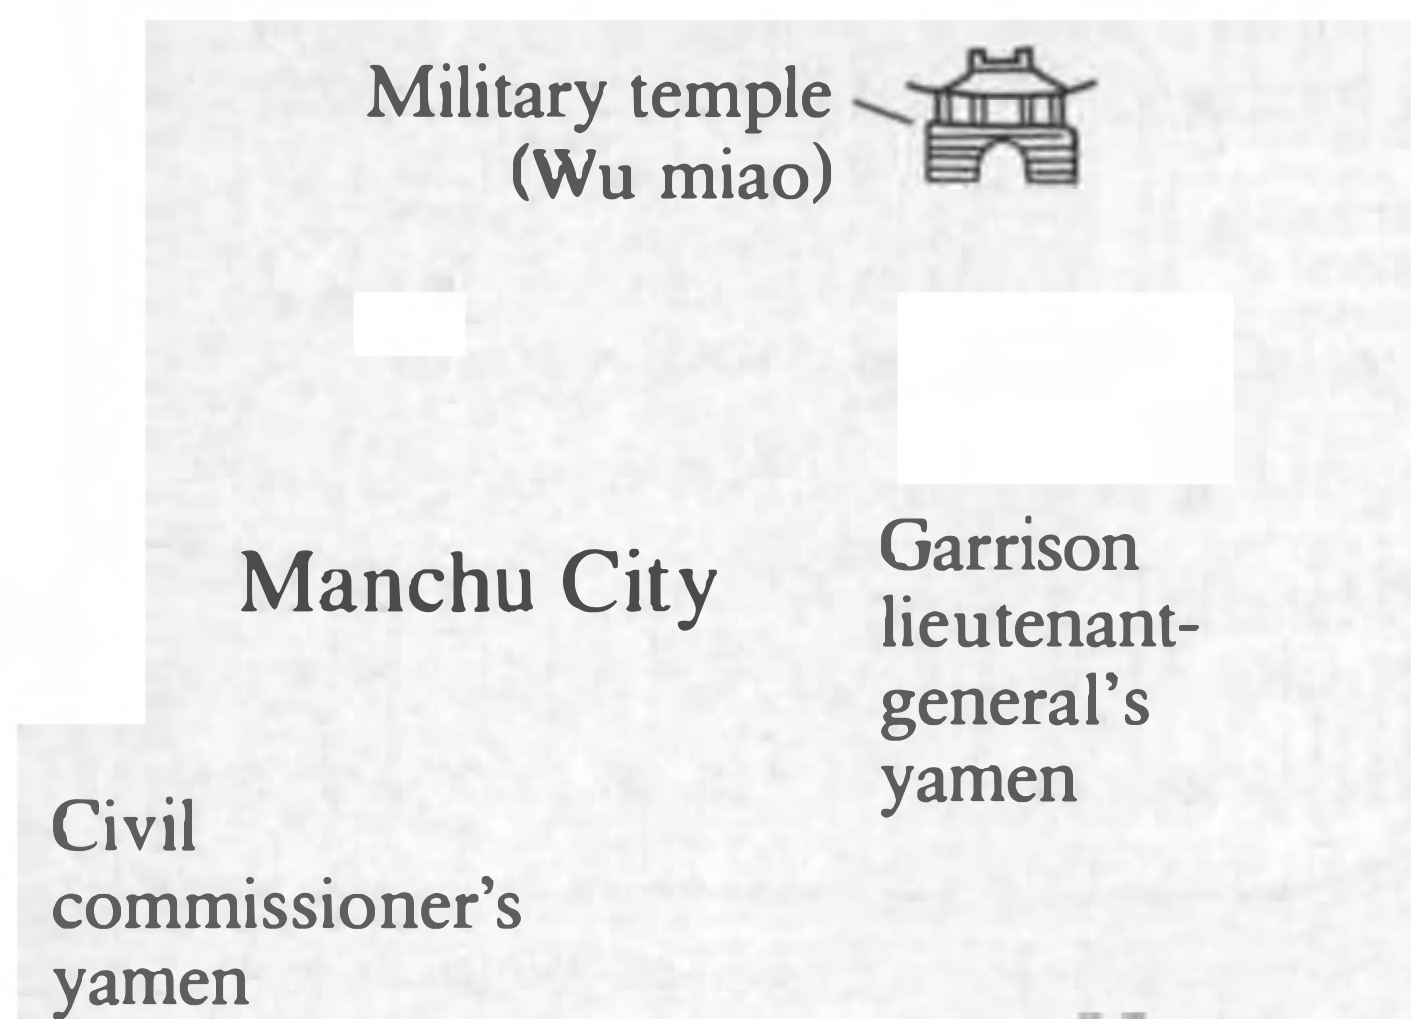 Military temple
(Wu miao)
Manchu City
Garrison
lieutenant-
general's
yamen
Civil
commissioner's
yamen